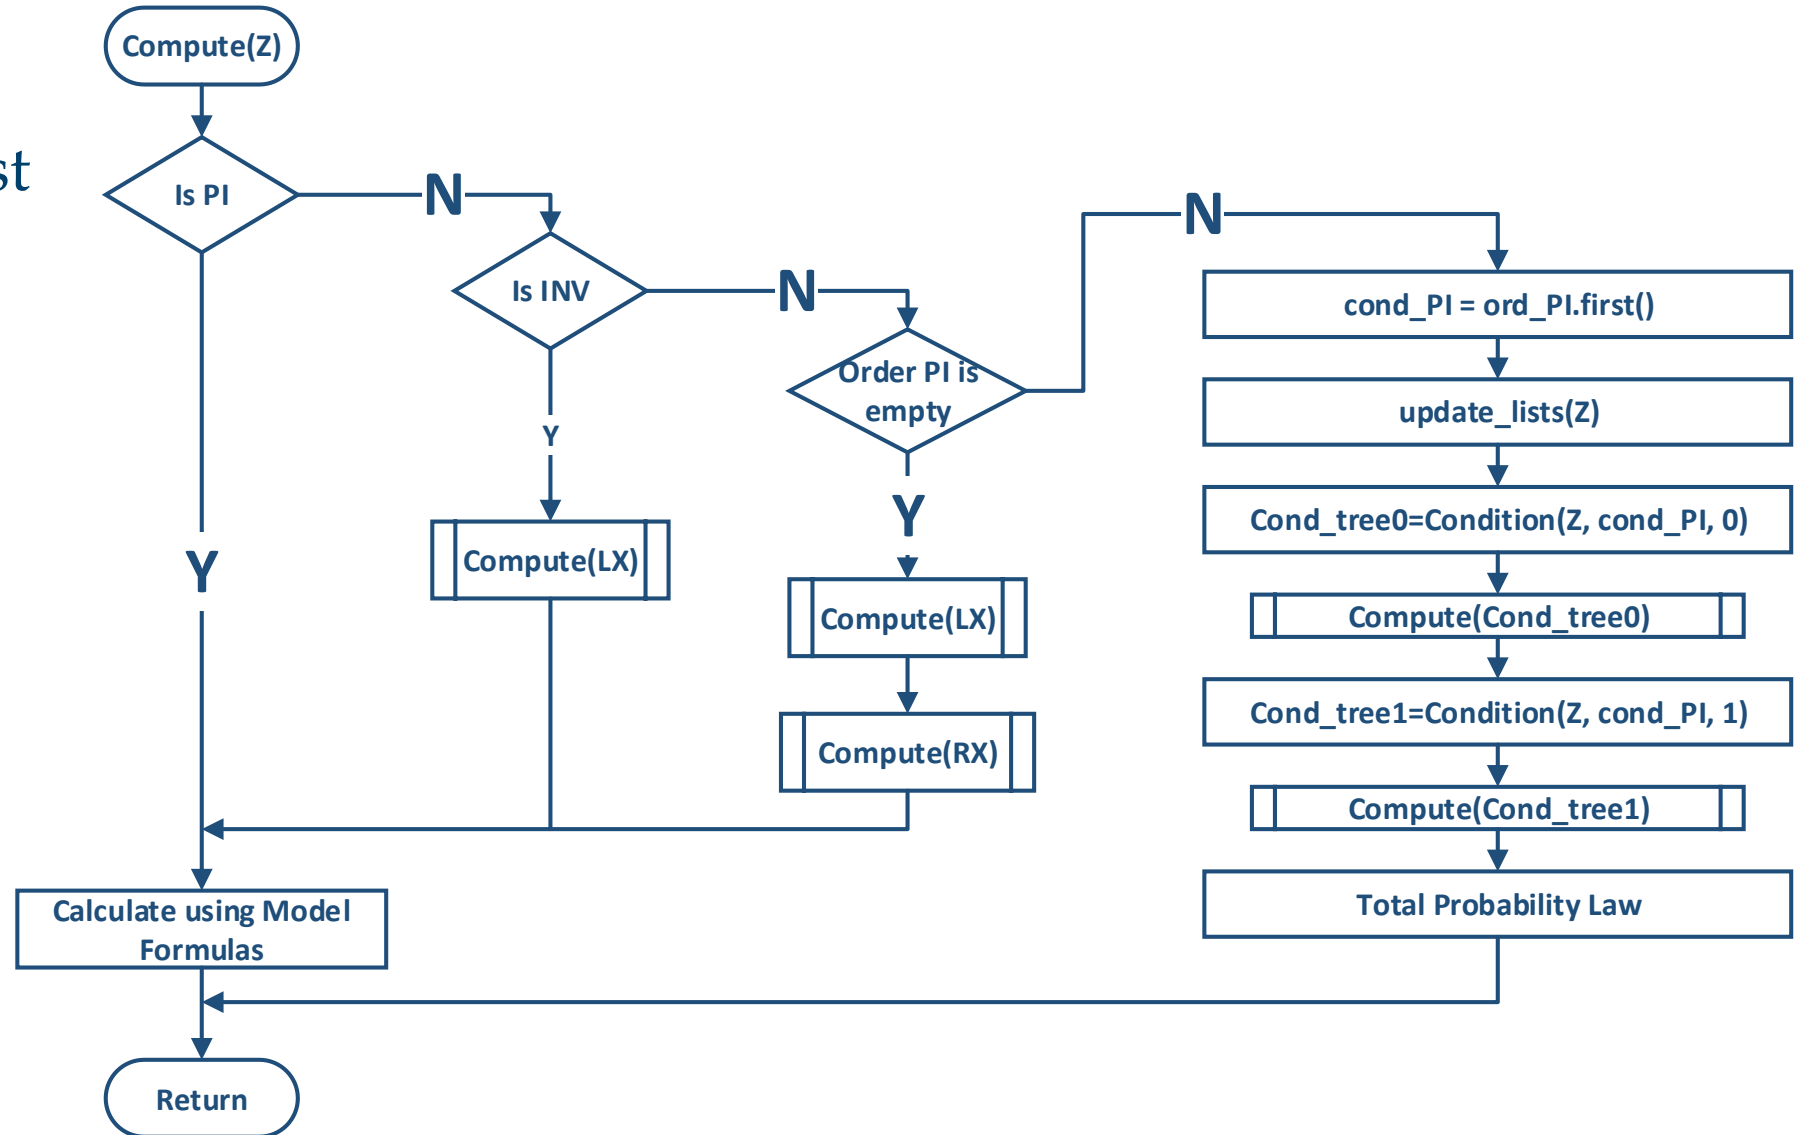 Compute(Z)
st
Is PI
N
Is INV
N
Order PI is
empty
N
cond_PI = ord_PI.first()
update_lists(Z)
Cond_tree0=Condition(Z, cond_PI, 0)
Compute(Cond_tree0)
Cond_tree1=Condition(Z, cond_PI, 1)
Compute(Cond_tree1)
Total Probability Law
Y
Compute(LX)
Y
Compute(LX)
Compute(RX)
Y
Calculate using Model
Formulas
Return